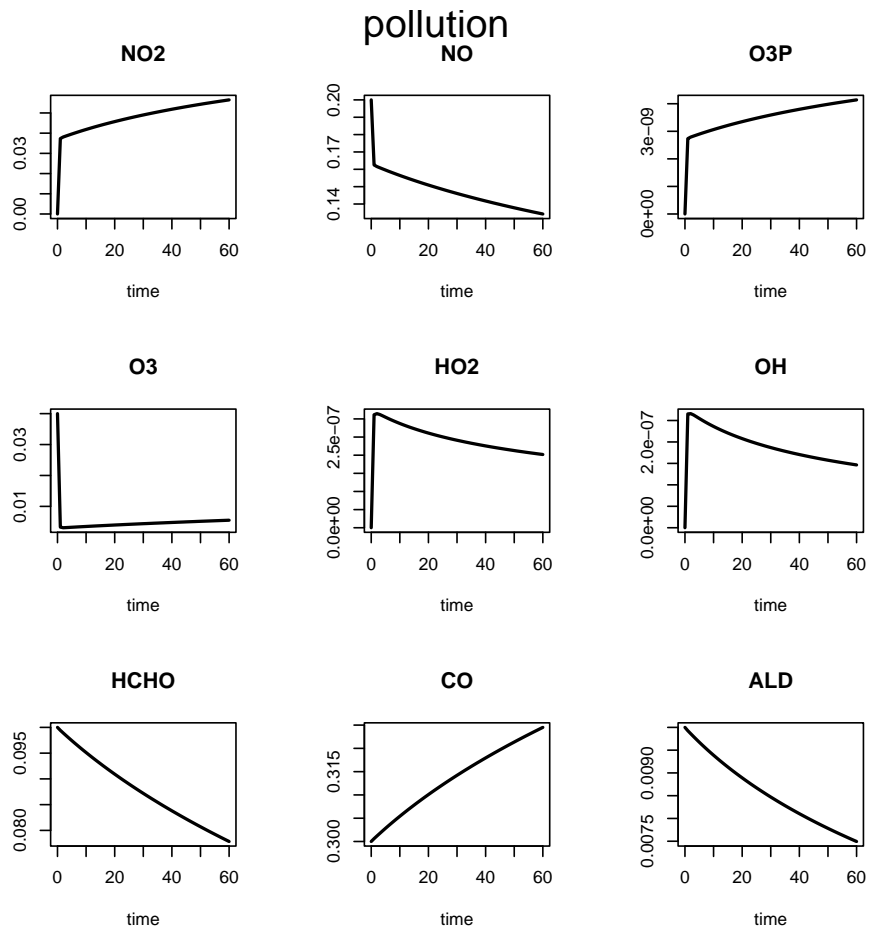 pollution
NO2 NO O3P
0.00 0.03
0 20 40 60
time
0.14 0.17 0.20
0 20 40 60
time
0e+00 3e−09
0 20 40 60
time
O3 HO2 OH
0.01 0.03
0 20 40 60
time
0.0e+00 2.5e−07
0 20 40 60
time
0.0e+00 2.0e−07
0 20 40 60
time
HCHO CO ALD
0.080 0.095
0 20 40 60
time
0.300 0.315
0 20 40 60
time
0.0075 0.0090
0 20 40 60
time